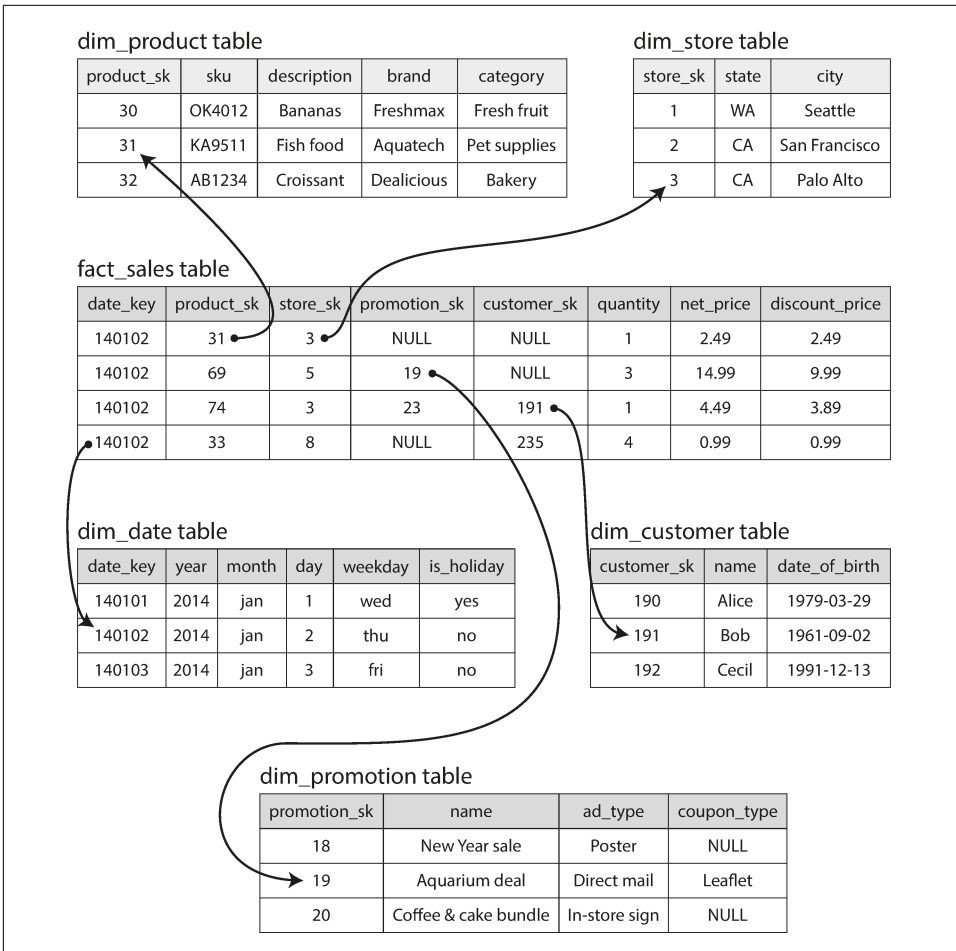 dim_product table
product_sk sku description brand category
30 OK4012 Bananas Freshmax Fresh fruit
31 KA9511 Fish food Aquatech Pet supplies
32 AB1234 Croissant Dealicious Bakery
dim_store table
store_sk state city
1 WA Seattle
2 CA San Francisco
3 CA Palo Alto
fact_sales table
date_key product_sk store_sk promotion_sk customer_sk quantity net_price discount_price
140102 31 3 NULL NULL 1 2.49 2.49
140102 69 5 19 NULL 3 14.99 9.99
140102 74 3 23 191 1 4.49 3.89
140102 33 8 NULL 235 4 0.99 0.99
dim_date table
date_key year month day weekday is_holiday
140101 2014 jan 1 wed yes
140102 2014 jan 2 thu no
140103 2014 jan 3 fri no
dim_customer table
customer_sk name date_of_birth
190 Alice 1979-03-29
191 Bob 1961-09-02
192 Cecil 1991-12-13
dim_promotion table
promotion_sk name ad_type coupon_type
18 New Year sale Poster NULL
19 Aquarium deal Direct mail Leaflet
20 Coffee & cake bundle In-store sign NULL